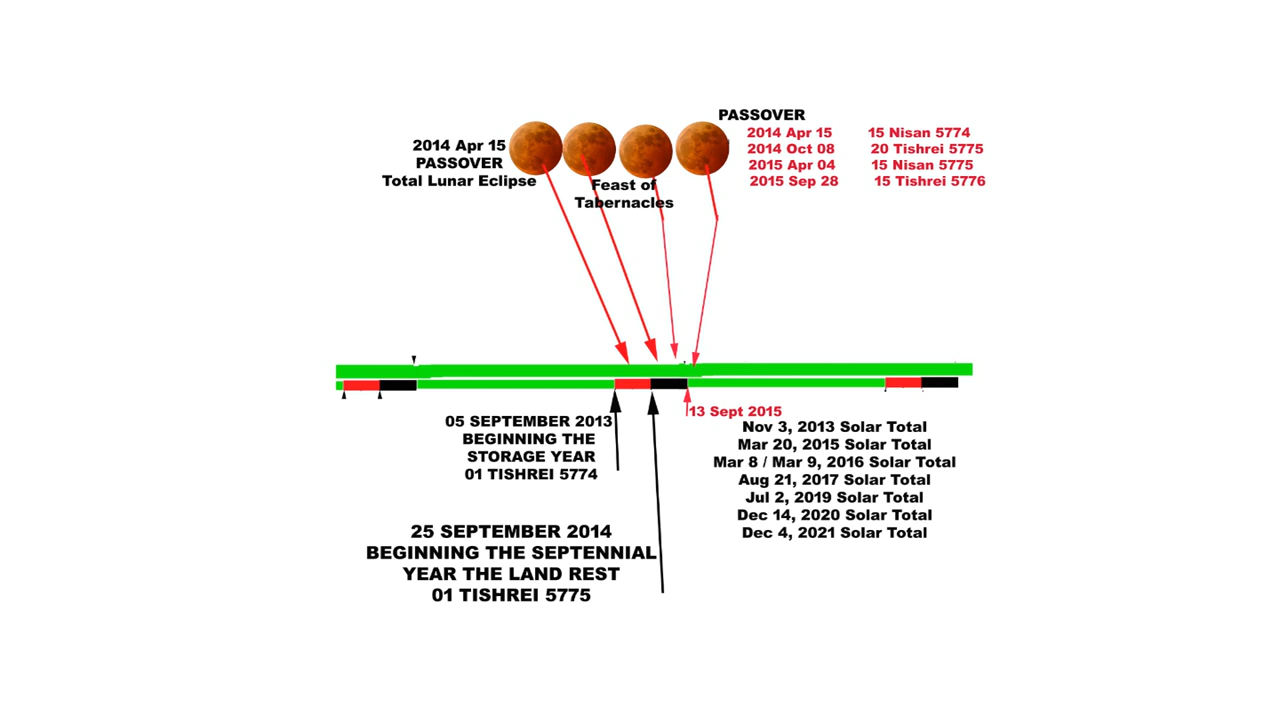 PASSOVER
2014 Apr 15 15 Nisan 5774
2014 Oct 08 20 Tishrei 5775
2015 Apr 04 15 Nisan 5775
2015 Sep 28 15 Tishrei 5776
2014 Apr 15
PASSOVER
Total Lunar Eclipse
Feast of
Tabernacles
13 Sept 2015
05 SEPTEMBER 2013
BEGINNING THE
STORAGE YEAR
01 TISHREI 5774
Nov 3, 2013 Solar Total
Mar 20, 2015 Solar Total
Mar 8 / Mar 9, 2016 Solar Total
Aug 21, 2017 Solar Total
Jul 2, 2019 Solar Total
Dec 14, 2020 Solar Total
Dec 4, 2021 Solar Total
25 SEPTEMBER 2014
BEGINNING THE SEPTENNIAL
YEAR THE LAND REST
01 TISHREI 5775